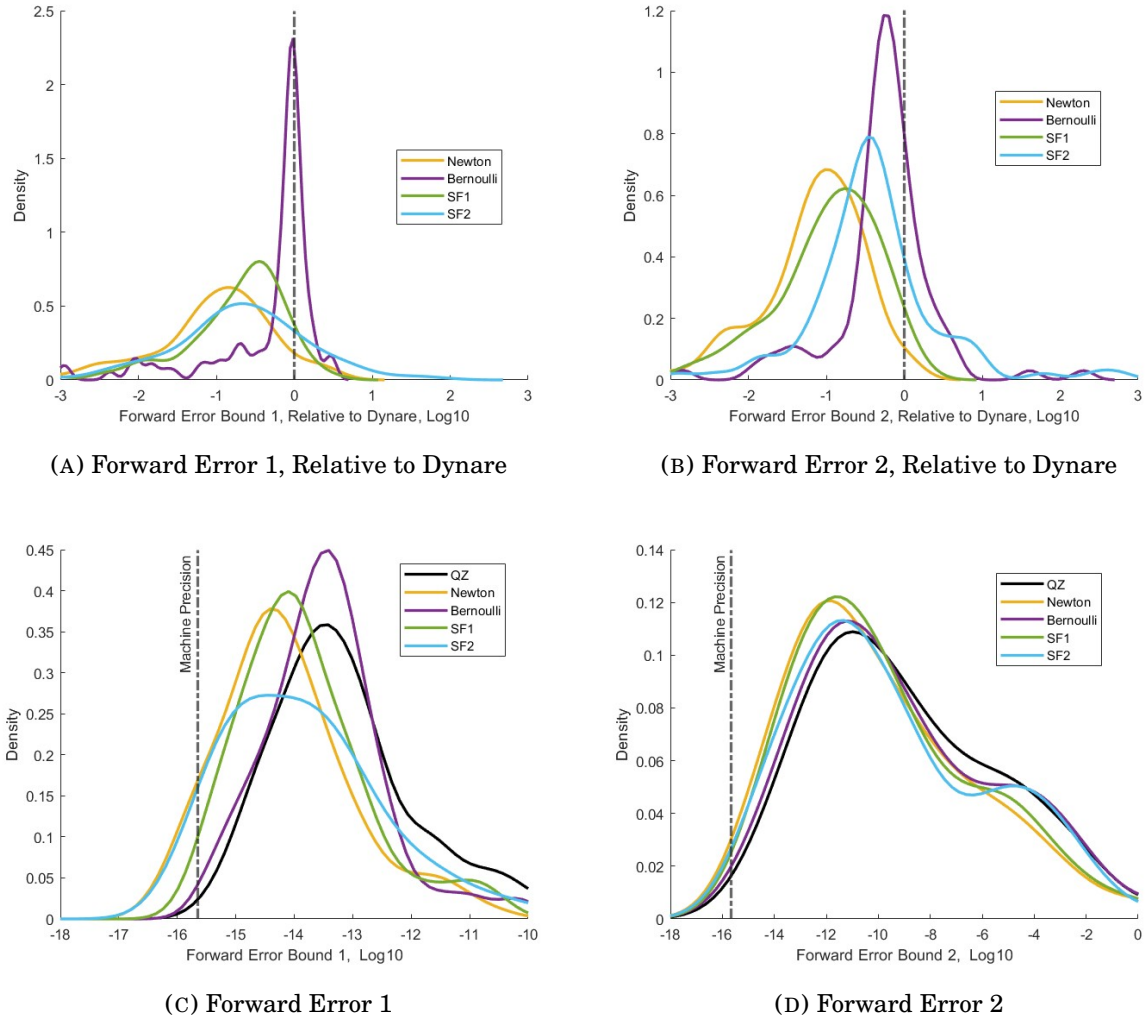 2.5
2
1.5
1
0.5
0
Density
-3
-2
-1
0
1
2
3
Forward Error Bound 1, Relative to Dynare, Log10
Newton
Bernoulli
SF1
SF2
(A) Forward Error 1, Relative to Dynare
1.2
1
0.8
0.6
0.4
0.2
0
Density
-3
-2
-1
0
1
2
3
Forward Error Bound 2, Relative to Dynare, Log10
Newton
Bernoulli
SF1
SF2
(B) Forward Error 2, Relative to Dynare
0.45
0.4
0.35
0.3
0.25
0.2
0.15
0.1
0.05
0
Density
Machine Precision
-18
-17
-16
-15
-14
-13
-12
-11
-10
Forward Error Bound 1, Log10
QZ
Newton
Bernoulli
SF1
SF2
(C) Forward Error 1
0.14
0.12
0.1
0.08
0.06
0.04
0.02
0
Density
Machine Precision
-18
-16
-14
-12
-10
-8
-6
-4
-2
0
Forward Error Bound 2, Log10
QZ
Newton
Bernoulli
SF1
SF2
(D) Forward Error 2